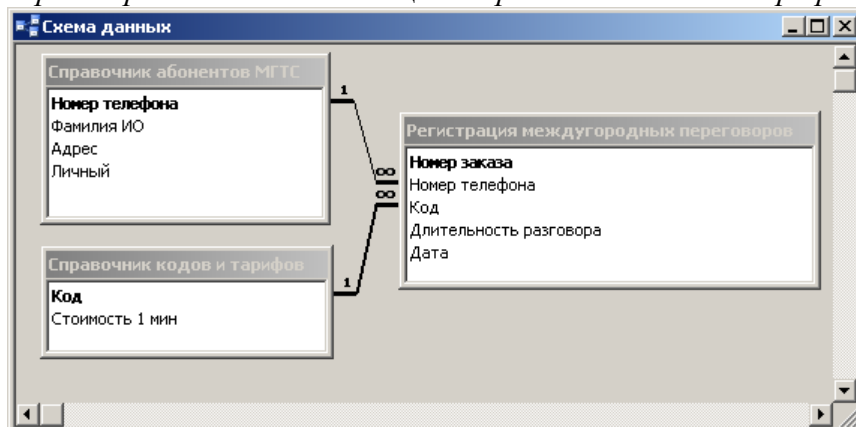 Схема данных
Справочник абонентов МГТС
Номер телефона
Фамилия ИО
Адрес
Личный
1
∞
∞
1
Регистрация междугородных переговоров
Номер заказа
Номер телефона
Код
Длительность разговора
Дата
Справочник кодов и тарифов
Код
Стоимость 1 мин